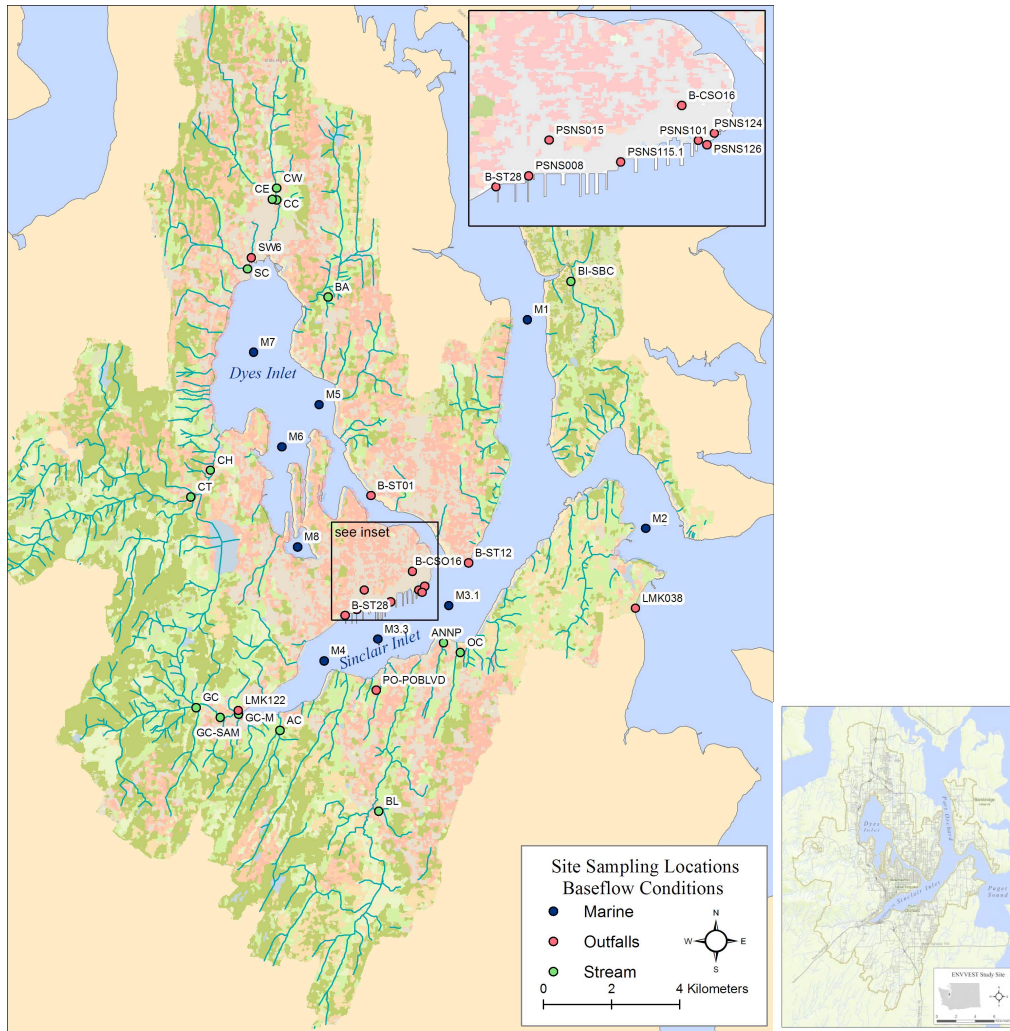 B-CSO16
PSNS124
PSNS015
PSNS101
PSNS126
PSNS115.1
PSNS008
B-ST28
CW
CE
CC
SW6
SC
BA
BI-SBC
M1
M7
Dyes Inlet
M5
M6
CH
CT
B-ST01
see inset
M2
M8
B-CSO16
B-ST12
B-ST28
M3.1
LMK038
M3.3
ANNP
OC
M4
Sinclair Inlet
PO-POBLVD
GC
LMK122
GC-M
AC
GC-SAM
BL
Site Sampling Locations
Baseflow Conditions
Marine
Outfalls
Stream
N
W
E
S
0 2 4 Kilometers
Dyes
Inlet
Port Orchard
Sinclair Inlet
Puget
Sound
ENVVEST Study Site